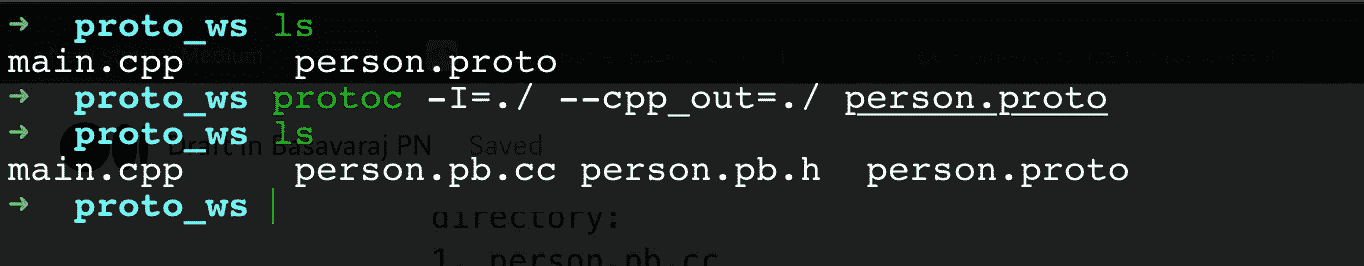 ➜ proto_ws ls
main.cpp person.proto
➜ proto_ws protoc -I=./ --cpp_out=./ person.proto
➜ proto_ws ls
Draft in Basavaraj PN Saved
main.cpp person.pb.cc person.pb.h person.proto
➜ proto_ws
directory:
1. person.pb.cc